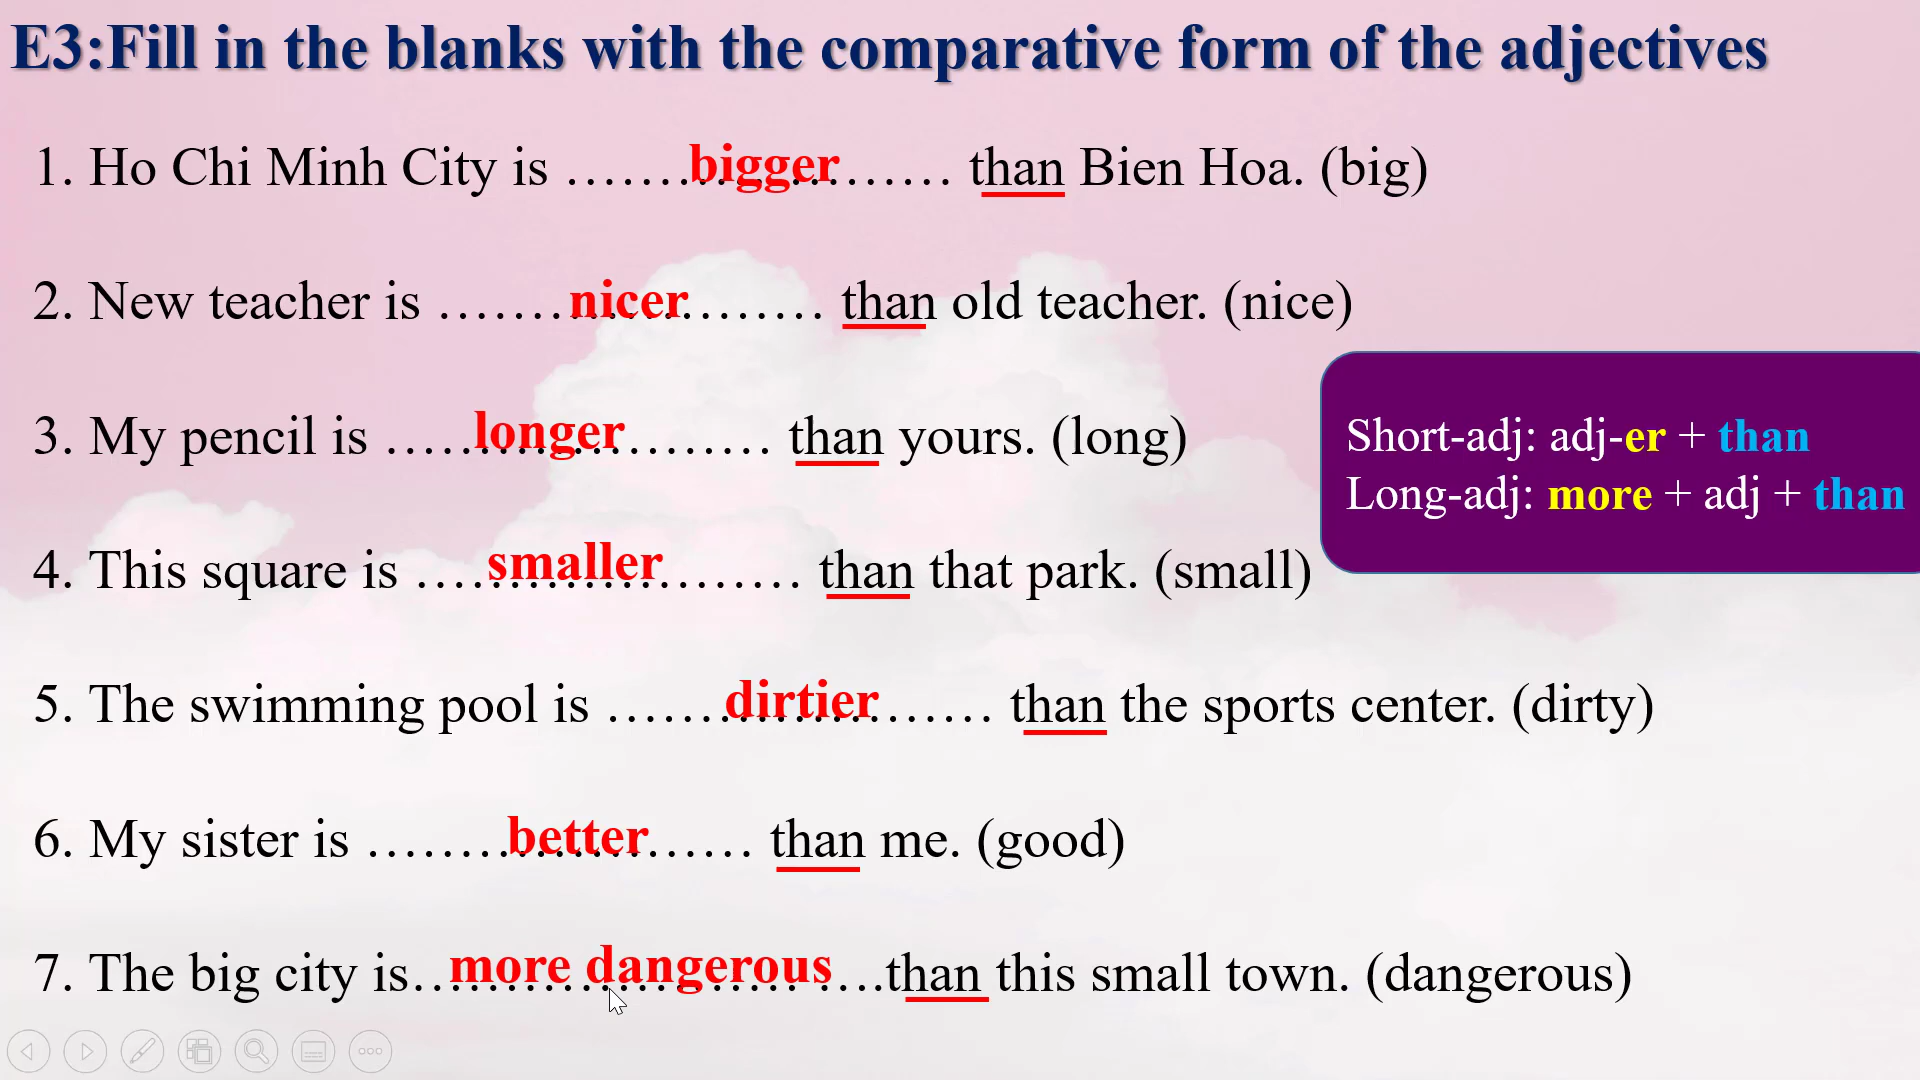 E3:Fill in the blanks with the comparative form of the adjectives
1. Ho Chi Minh City is ……bigger…… than Bien Hoa. (big)
2. New teacher is ……nicer…… than old teacher. (nice)
3. My pencil is ……longer…… than yours. (long)
Short-adj: adj-er + than
Long-adj: more + adj + than
4. This square is ……smaller…… than that park. (small)
5. The swimming pool is ……dirtier…… than the sports center. (dirty)
6. My sister is ……better…… than me. (good)
7. The big city is…more dangerous….than this small town. (dangerous)